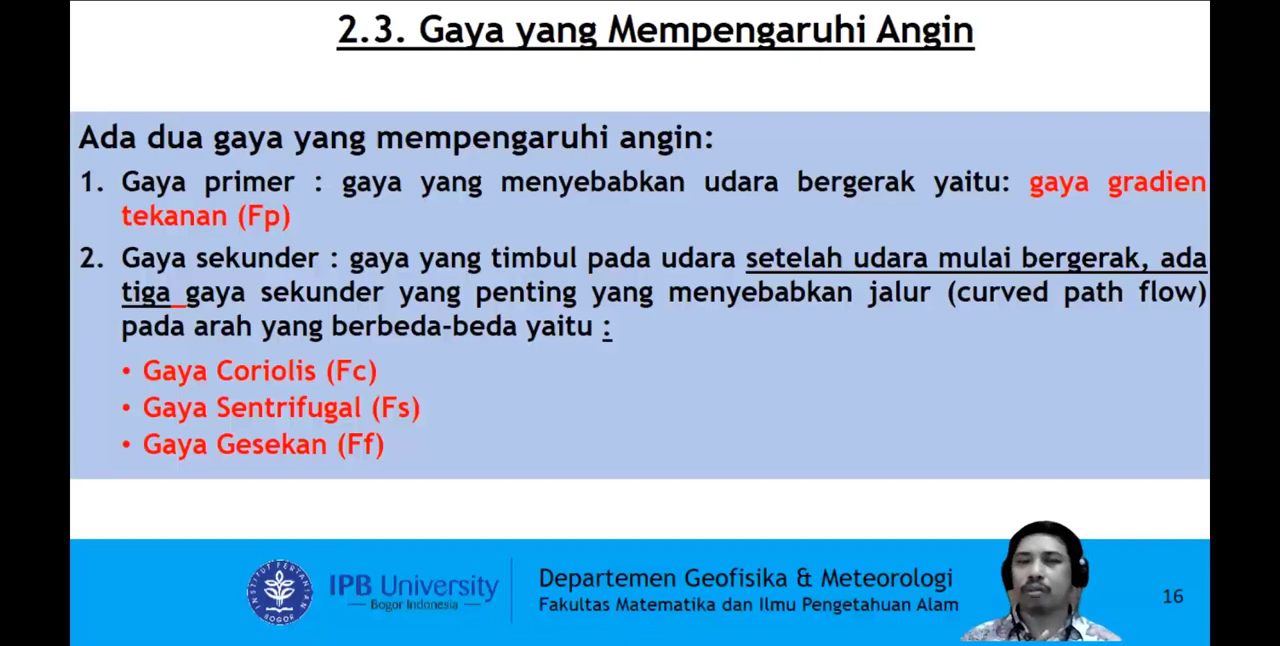 2.3. Gaya yang Mempengaruhi Angin
Ada dua gaya yang mempengaruhi angin:
1. Gaya primer : gaya yang menyebabkan udara bergerak yaitu: gaya gradien
tekanan (Fp)
2. Gaya sekunder : gaya yang timbul pada udara setelah udara mulai bergerak, ada
tiga gaya sekunder yang penting yang menyebabkan jalur (curved path flow)
pada arah yang berbeda-beda yaitu :
• Gaya Coriolis (Fc)
• Gaya Sentrifugal (Fs)
• Gaya Gesekan (Ff)
INSTITUT PERTANIAN
BOGOR
IPB University
Bogor Indonesia
Departemen Geofisika & Meteorologi
Fakultas Matematika dan Ilmu Pengetahuan Alam
16